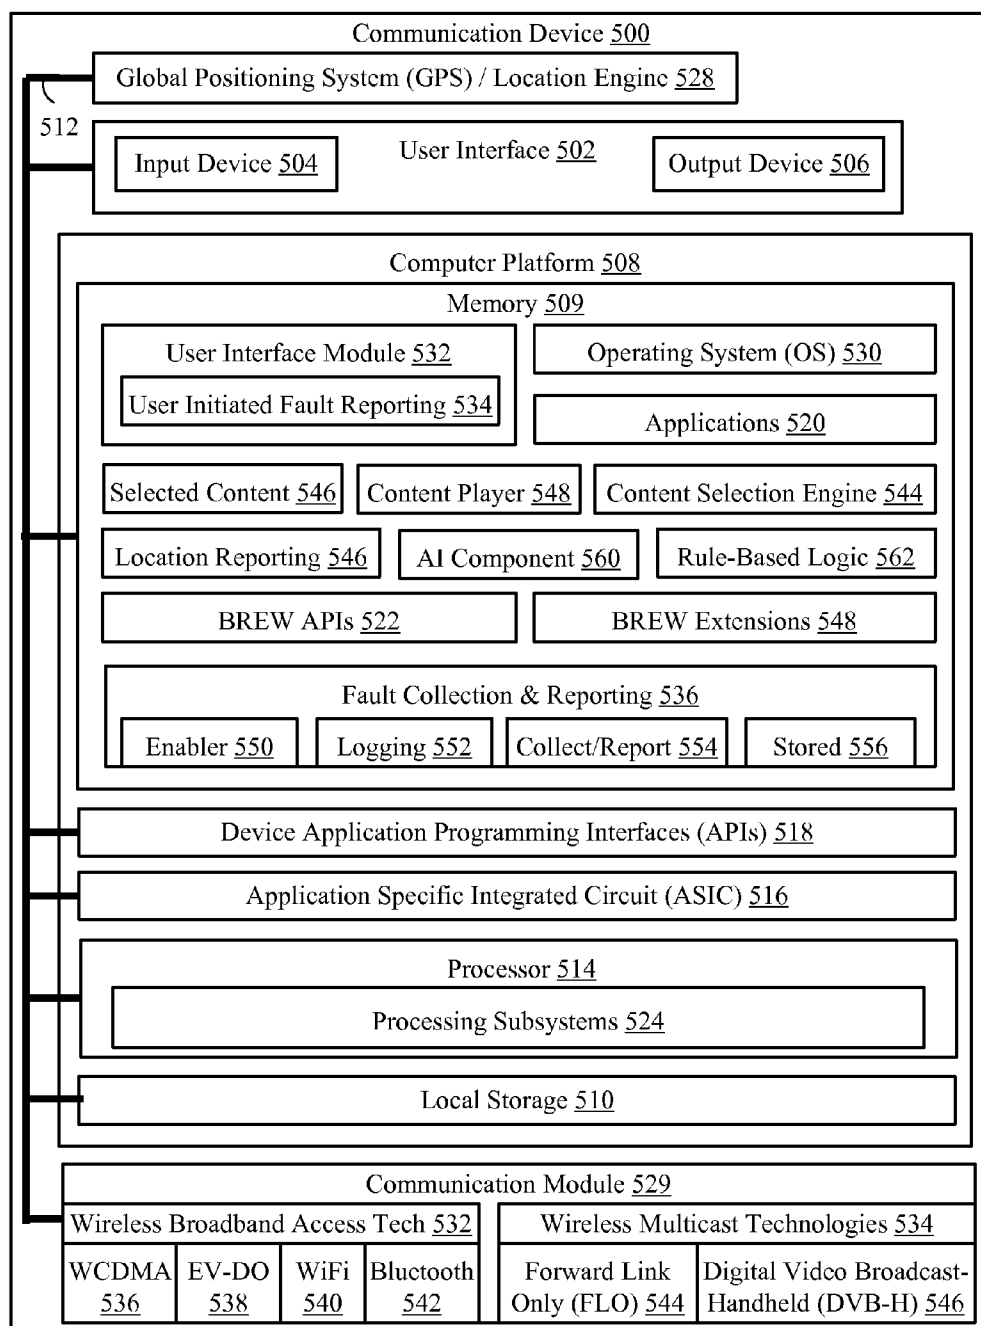 Communication Device 500
Global Positioning System (GPS) / Location Engine 528
512
User Interface 502
Input Device 504
Output Device 506
Computer Platform 508
Memory 509
User Interface Module 532
User Initiated Fault Reporting 534
Operating System (OS) 530
Applications 520
Selected Content 546
Content Player 548
Content Selection Engine 544
Location Reporting 546
AI Component 560
Rule-Based Logic 562
BREW APIs 522
BREW Extensions 548
Fault Collection & Reporting 536
Enabler 550
Logging 552
Collect/Report 554
Stored 556
Device Application Programming Interfaces (APIs) 518
Application Specific Integrated Circuit (ASIC) 516
Processor 514
Processing Subsystems 524
Local Storage 510
Communication Module 529
Wireless Broadband Access Tech 532
WCDMA
536
EV-DO
538
WiFi
540
Bluetooth
542
Wireless Multicast Technologies 534
Forward Link
Only (FLO) 544
Digital Video Broadcast-
Handheld (DVB-H) 546